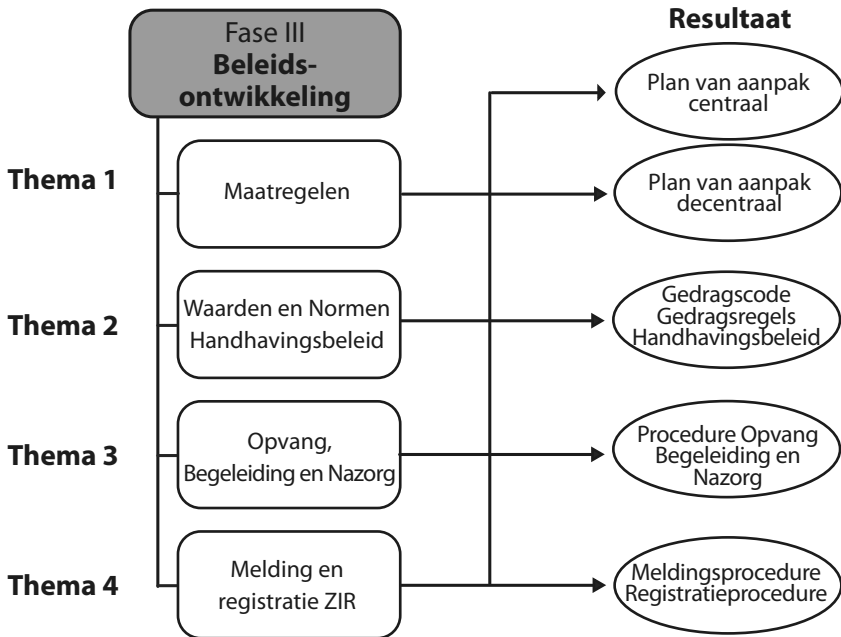 Fase III
Beleids-
ontwikkeling
Resultaat
Plan van aanpak
centraal
Thema 1
Maatregelen
Plan van aanpak
decentraal
Thema 2
Waarden en Normen
Handhavingsbeleid
Gedragscode
Gedragsregels
Handhavingsbeleid
Thema 3
Opvang,
Begeleiding en Nazorg
Procedure Opvang
Begeleiding en
Nazorg
Thema 4
Melding en
registratie ZIR
Meldingsprocedure
Registratieprocedure